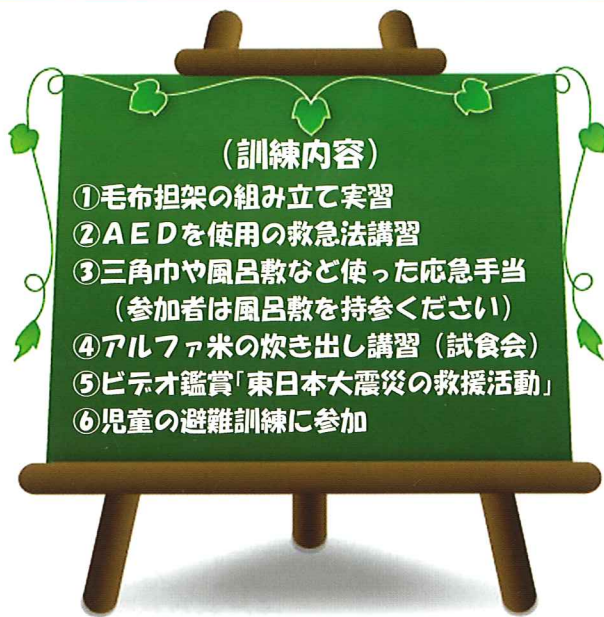 （訓練内容）
①毛布担架の組み立て実習
②ＡＥＤを使用の救急法講習
③三角巾や風呂敷など使った応急手当
（参加者は風呂敷を持参ください）
④アルファ米の炊き出し講習（試食会）
⑤ビデオ鑑賞「東日本大震災の救援活動」
⑥児童の避難訓練に参加